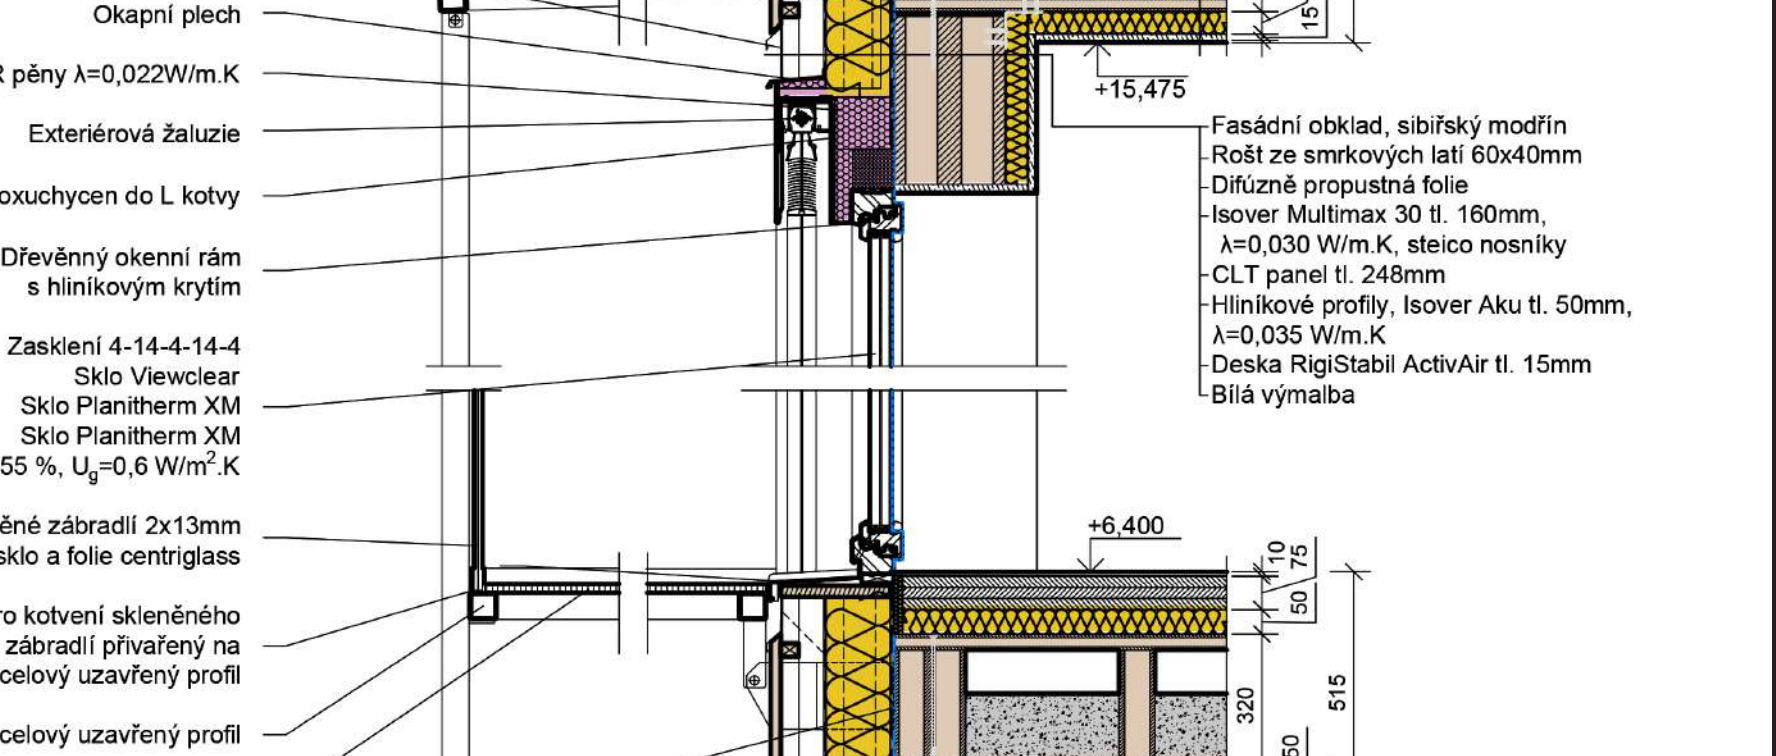 Okapní plech
R pěny λ=0,022W/m.K
Exteriérová žaluzie
oxuchycen do L kotvy
Dřevěnný okenní rám
s hliníkovým krytím
Zasklení 4-14-4-14-4
Sklo Viewclear
Sklo Planitherm XM
Sklo Planitherm XM
55 %, Ug=0,6 W/m².K
ěné zábradlí 2x13mm
sklo a folie centriglass
ro kotvení skleněného
zábradlí přivařený na
celový uzavřený profil
celový uzavřený profil
15
+15,475
Fasádní obklad, sibiřský modřín
Rošt ze smrkových latí 60x40mm
Difúzně propustná folie
Isover Multimax 30 tl. 160mm,
λ=0,030 W/m.K, steico nosníky
CLT panel tl. 248mm
Hliníkové profily, Isover Aku tl. 50mm,
λ=0,035 W/m.K
Deska RigiStabil ActivAir tl. 15mm
Bílá výmalba
+6,400
10
75
50
320
515
50